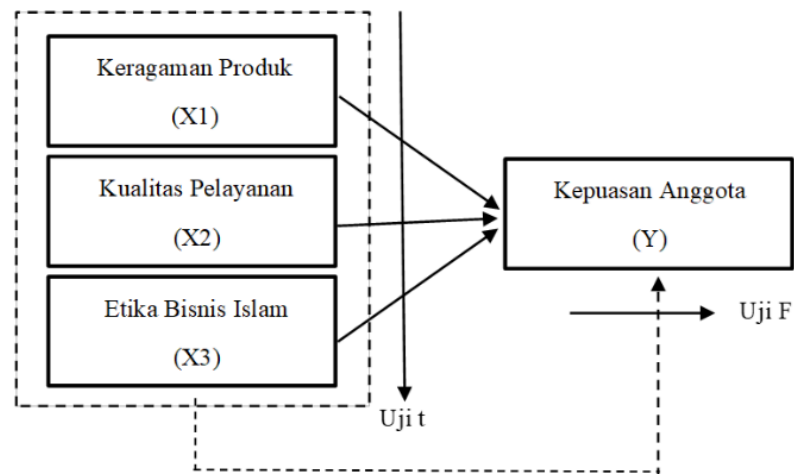 Keragaman Produk
(X1)
Kualitas Pelayanan
(X2)
Etika Bisnis Islam
(X3)
Kepuasan Anggota
(Y)
Uji F
Uji t